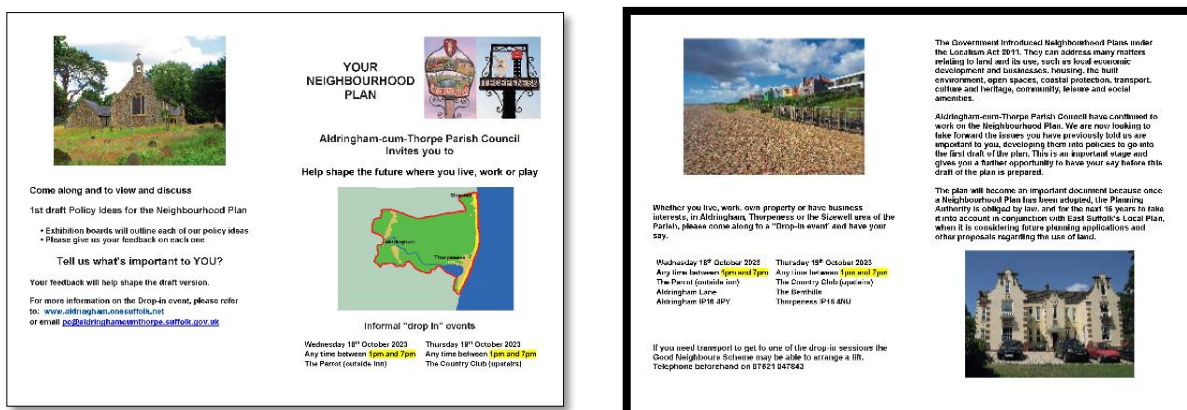 Come along and to view and discuss
1st draft Policy Ideas for the Neighbourhood Plan
• Exhibition boards will outline each of our policy ideas
• Please give us your feedback on each one
Tell us what's important to YOU?
Your feedback will help shape the draft version.
For more information on the Drop-in event, please refer
to: www.aldringham.onesuffolk.net
or email pc@aldringhamcumthorpe.suffolk.gov.uk
YOUR
NEIGHBOURHOOD
PLAN
THORPENESS
Aldringham-cum-Thorpe Parish Council
Invites you to
Help shape the future where you live, work or play
Aldringham
Thorpeness
Informal "drop in" events
Wednesday 18th October 2023
Any time between 1pm and 7pm
The Parrot (outside inn)
Thursday 19th October 2023
Any time between 1pm and 7pm
The Country Club (upstairs)
Whether you live, work, own property or have business
interests, in Aldringham, Thorpeness or the Sizewell area of the
Parish, please come along to a "Drop-in event' and have your
say.
Wednesday 18th October 2023
Any time between 1pm and 7pm
The Parrot (outside inn)
Aldringham Lane
Aldringham IP16 4PY
Thursday 19th October 2023
Any time between 1pm and 7pm
The Country Club (upstairs)
The Benthills
Thorpeness IP16 4NU
If you need transport to get to one of the drop-in sessions the
Good Neighbours Scheme may be able to arrange a lift.
Telephone beforehand on 07621 047843
The Government introduced Neighbourhood Plans under
the Localism Act 2011. They can address many matters
relating to land and its use, such as local economic
development and businesses, housing, the built
environment, open spaces, coastal protection, transport,
culture and heritage, community, leisure and social
amenities.
Aldringham-cum-Thorpe Parish Council have continued to
work on the Neighbourhood Plan. We are now looking to
take forward the issues you have previously told us are
important to you, developing them into policies to go into
the first draft of the plan. This is an important stage and
gives you a further opportunity to have your say before this
draft of the plan is prepared.
The plan will become an important document because once
a Neighbourhood Plan has been adopted, the Planning
Authority is obliged by law, and for the next 15 years to take
it into account in conjunction with East Suffolk's Local Plan,
when it is considering future planning applications and
other proposals regarding the use of land.